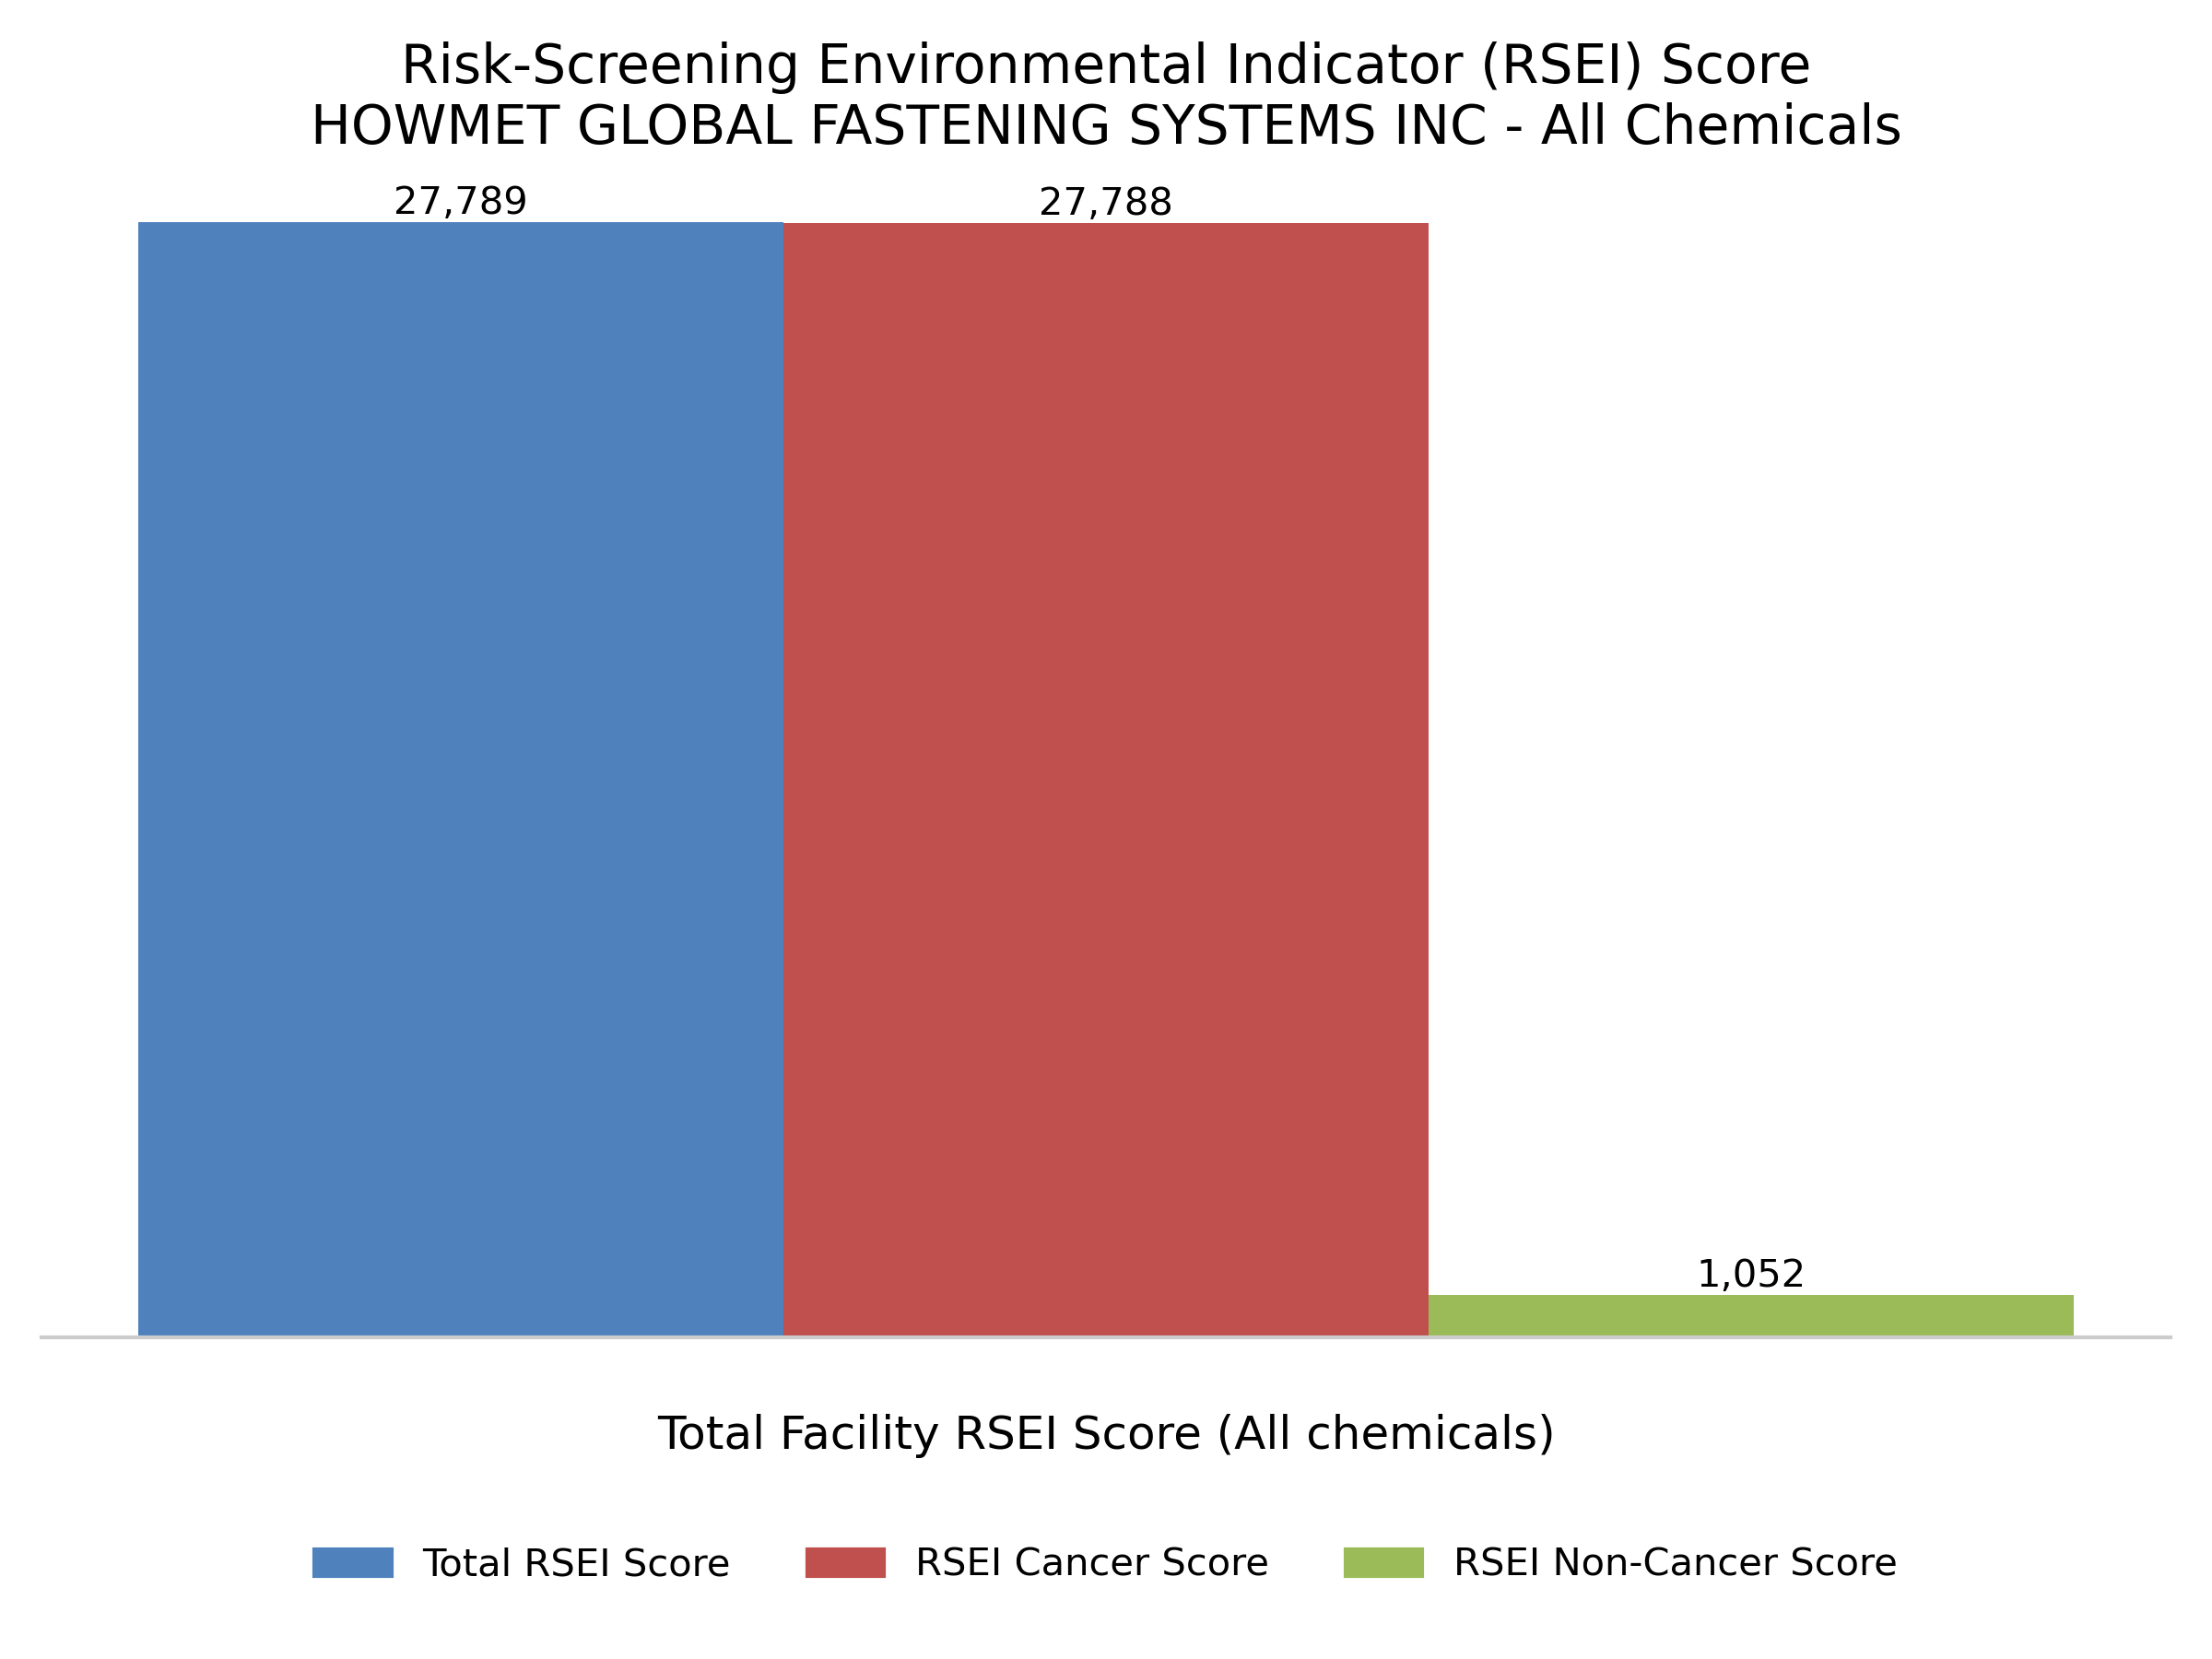 Risk-Screening Environmental Indicator (RSEI) Score
HOWMET GLOBAL FASTENING SYSTEMS INC - All Chemicals
27,789
27,788
1,052
Total Facility RSEI Score (All chemicals)
Total RSEI Score
RSEI Cancer Score
RSEI Non-Cancer Score